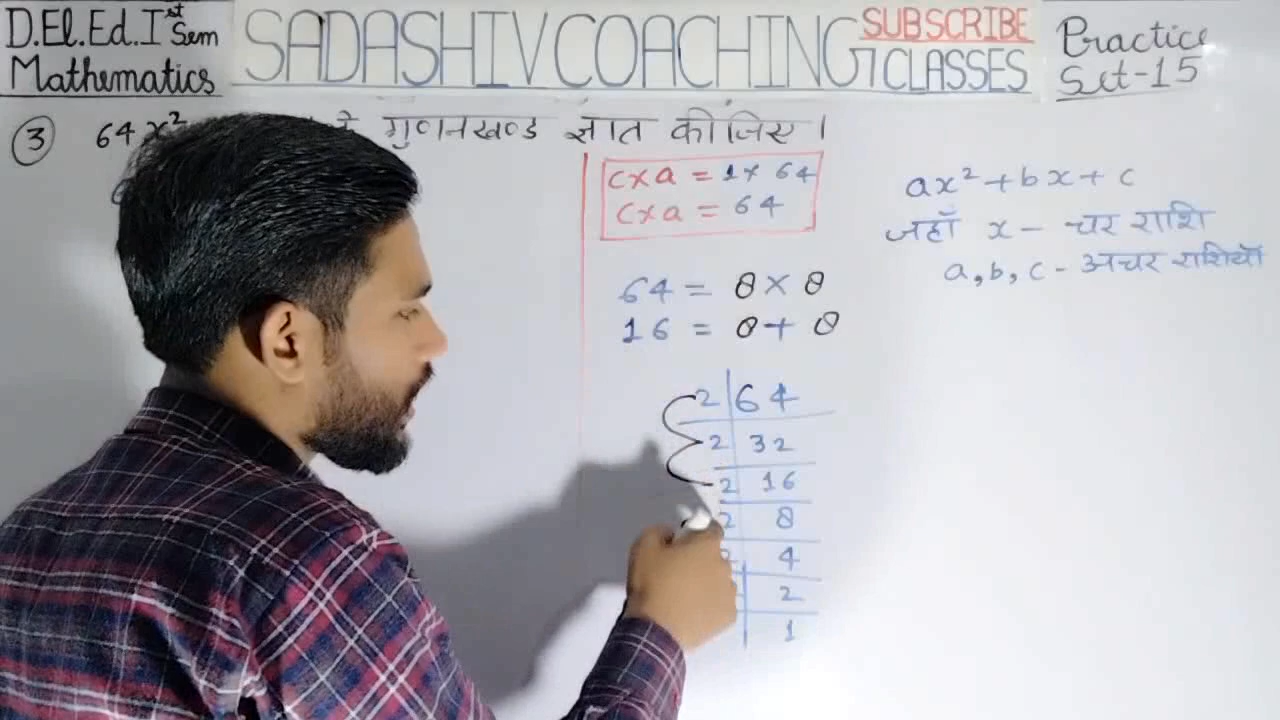 D.El.Ed.Ist Sem
Mathematics
SADASHIV COACHING CLASSES
SUBSCRIBE
Practice
Set-15
3 64x² गुणनखण्ड ज्ञात कीजिए।
c×a = 1× 64
c×a = 64
64 = 8 × 8
16 = 8 + 8
2 64
2 32
2 16
2 8
2 4
2
1
ax² + bx + c
जहाँ x – चर राशि
a, b, c - अचर राशियाँ